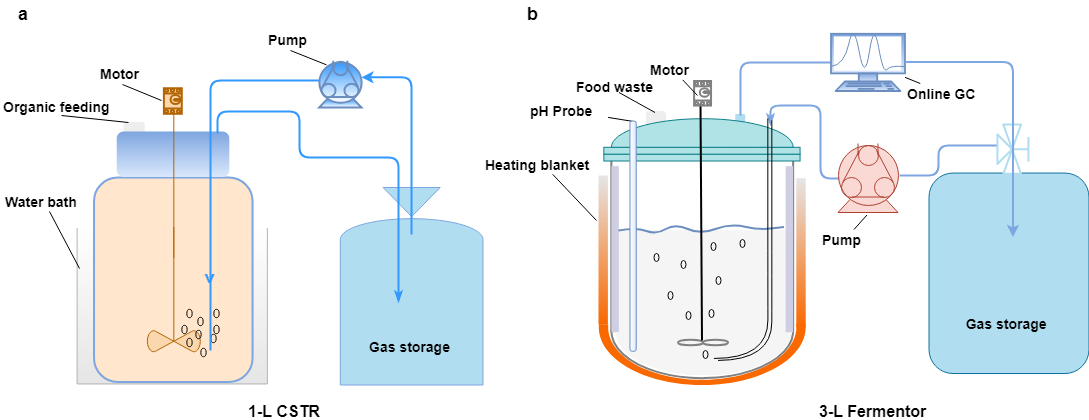 a
Pump
Motor
Organic feeding
Water bath
Gas storage
1-L CSTR
b
Motor
Food waste
pH Probe
Online GC
Heating blanket
Pump
Gas storage
3-L Fermentor